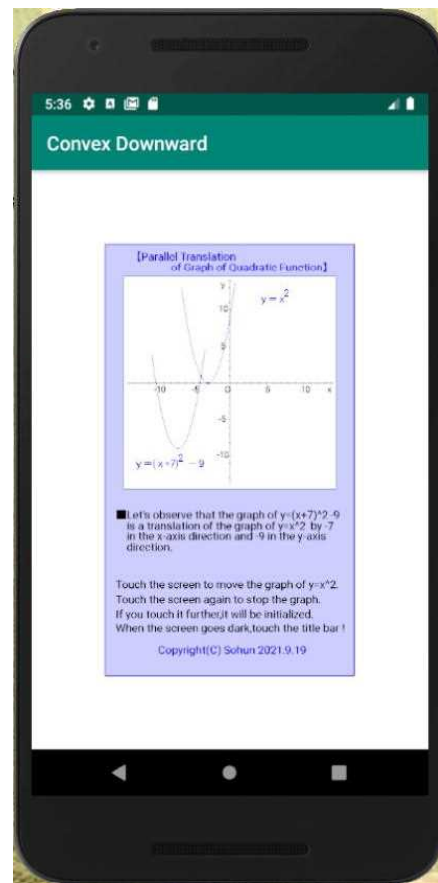 5:36
Convex Downward
【Parallel Translation
of Graph of Quadratic Function】
y
y = x²
10
5
-10 -5 O 5 10 x
-5
y=(x+7)² - 9
-10
■Let's observe that the graph of y=(x+7)^2-9
is a translation of the graph of y=x^2 by -7
in the x-axis direction and -9 in the y-axis
direction.
Touch the screen to move the graph of y=x^2.
Touch the screen again to stop the graph.
If you touch it further,it will be initialized.
When the screen goes dark,touch the title bar !
Copyright(C) Sohun 2021.9.19